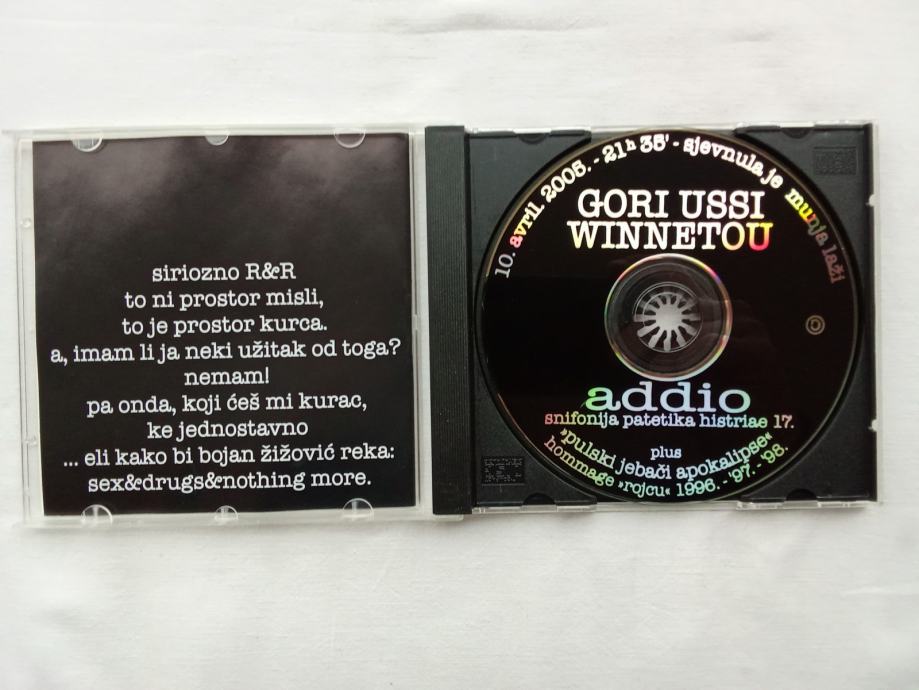 siriozno R&R
to ni prostor misli,
to je prostor kurca.
a, imam li ja neki užitak od toga?
nemam!
pa onda, koji ćeš mi kurac,
ke jednostavno
... eli kako bi bojan žižović reka:
sex&drugs&nothing more.
10. avril. 2005. - 21h 35' - sjevnula je munja laži
GORI USSI
WINNETOU
addio
snifonija patetika histriae 17.
plus
»pulski jebači apokalipse«
hommage »rojcu« 1996. - '97. - '98.